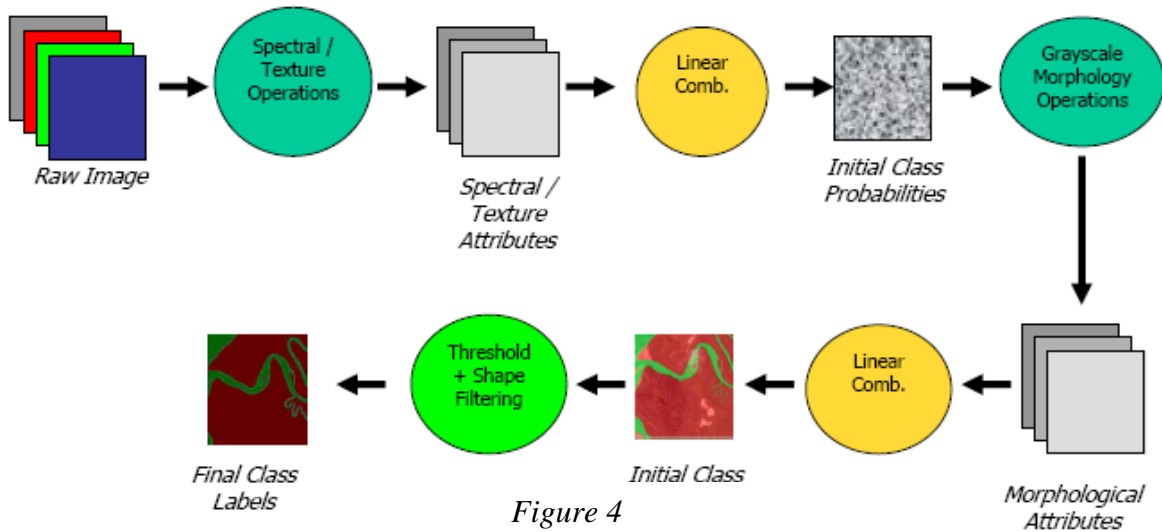 Spectral /
Texture
Operations
Linear
Comb.
Grayscale
Morphology
Operations
Raw Image
Spectral /
Texture
Attributes
Initial Class
Probabilities
Threshold
+ Shape
Filtering
Linear
Comb.
Final Class
Labels
Initial Class
Morphological
Attributes
Figure 4